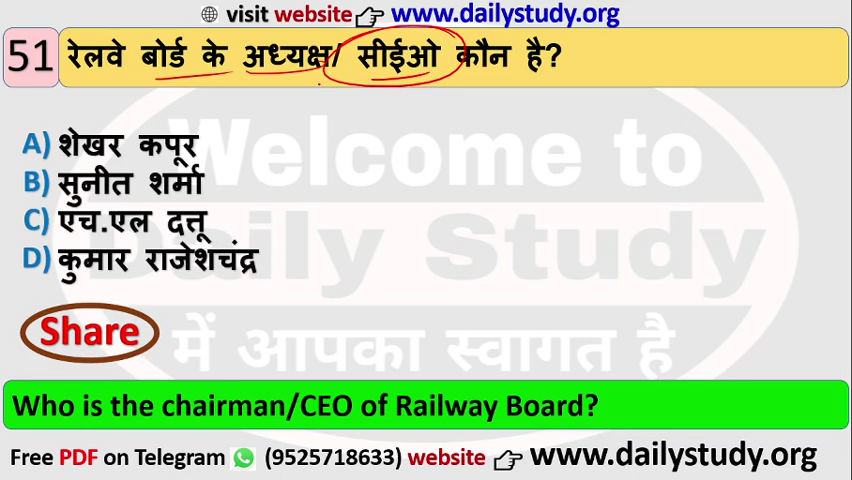 visit website www.dailystudy.org
51 रेलवे बोर्ड के अध्यक्ष/ सीईओ कौन है?
A) शेखर कपूर
B) सुनीत शर्मा
C) एच.एल दत्तू
D) कुमार राजेशचंद्र
Welcome to
Daily Study
में आपका स्वागत है
Share
Who is the chairman/CEO of Railway Board?
Free PDF on Telegram (9525718633) website www.dailystudy.org